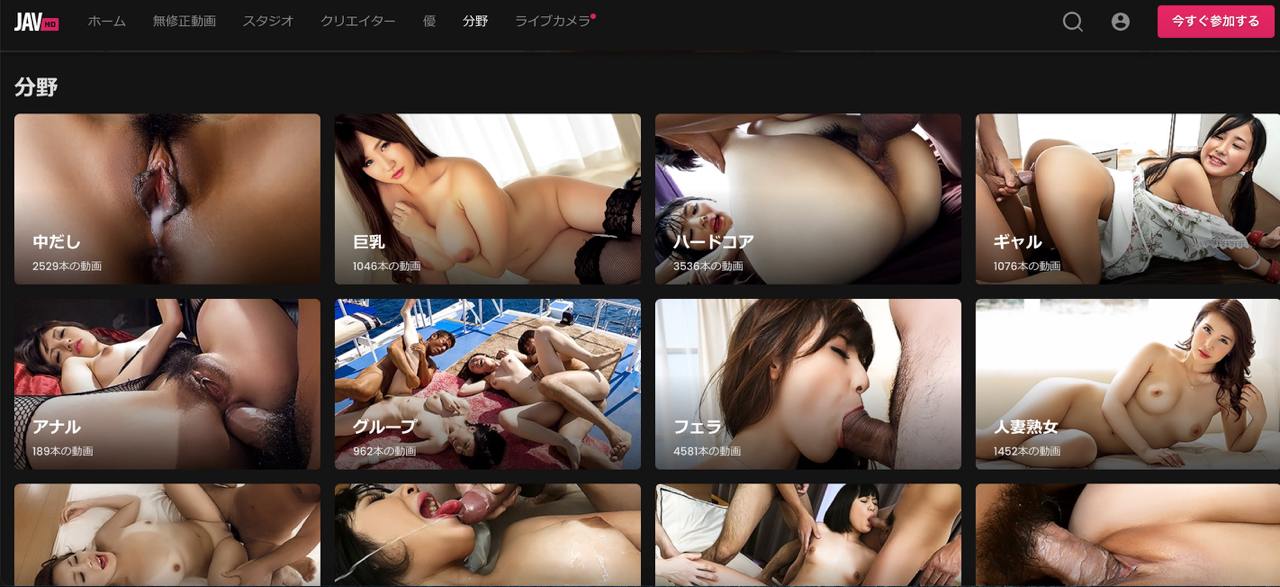 JAV HD
ホーム
無修正動画
スタジオ
クリエイター
優
分野
ライブカメラ
今すぐ参加する
分野
中だし
2529本の動画
巨乳
1046本の動画
ハードコア
3536本の動画
ギャル
1076本の動画
アナル
189本の動画
グループ
962本の動画
フェラ
4581本の動画
人妻熟女
1452本の動画